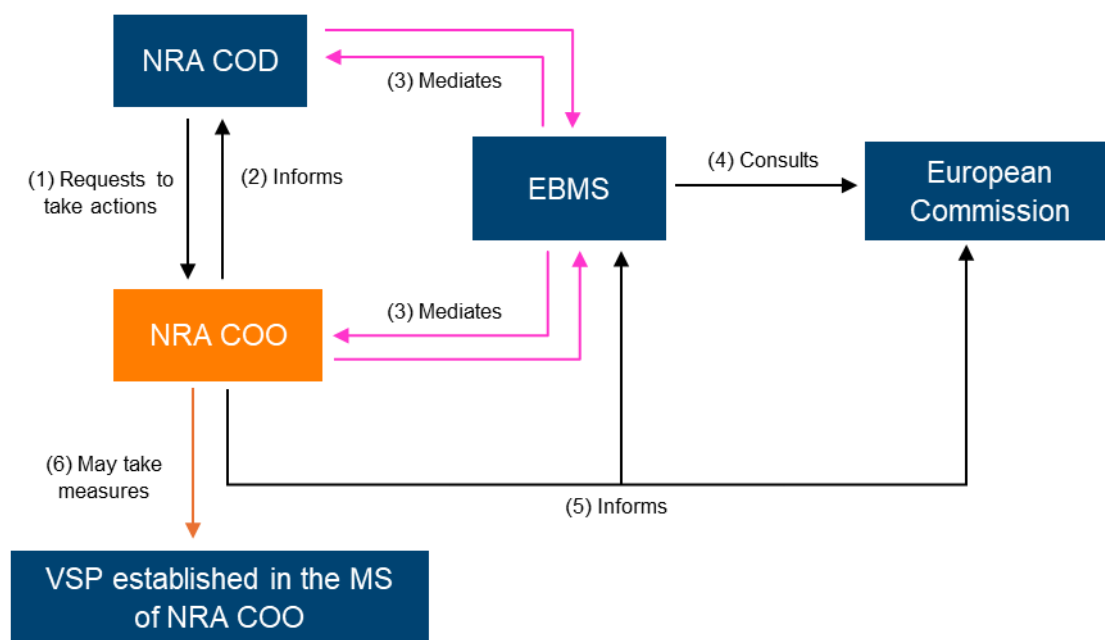 NRA COD
(3) Mediates
(1) Requests to
take actions
(2) Informs
EBMS
(4) Consults
European
Commission
NRA COO
(3) Mediates
(6) May take
measures
(5) Informs
VSP established in the MS
of NRA COO